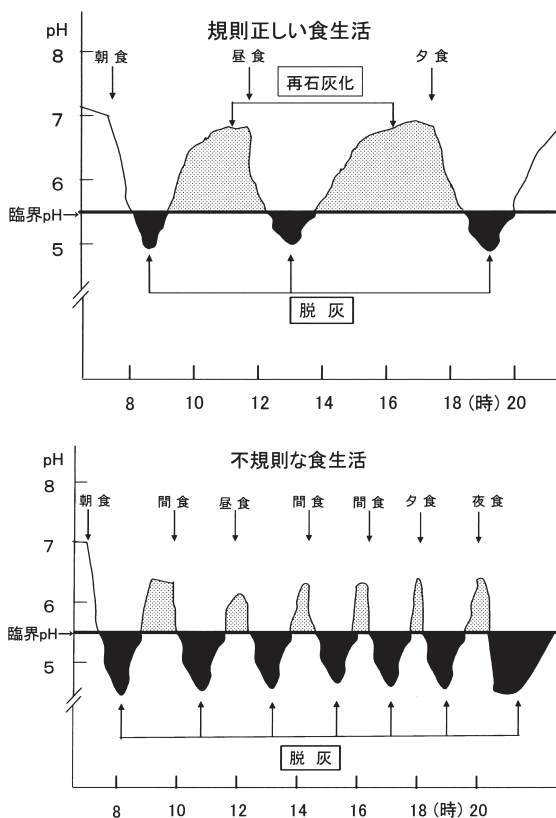 pH
規則正しい食生活
8
朝食
昼食
夕食
再石灰化
7
6
臨界pH→
5
脱灰
8 10 12 14 16 18 (時) 20
不規則な食生活
pH
8
朝食
間食
昼食
間食
間食
夕食
夜食
7
6
臨界pH→
5
脱灰
8 10 12 14 16 18 (時) 20